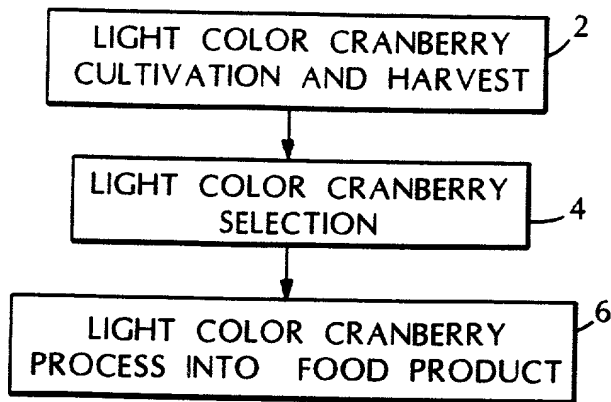 LIGHT COLOR CRANBERRY
CULTIVATION AND HARVEST
2
LIGHT COLOR CRANBERRY
SELECTION
4
LIGHT COLOR CRANBERRY
PROCESS INTO FOOD PRODUCT
6